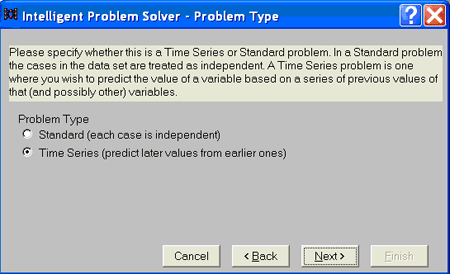 Intelligent Problem Solver - Problem Type
Please specify whether this is a Time Series or Standard problem. In a Standard problem
the cases in the data set are treated as independent. A Time Series problem is one
where you wish to predict the value of a variable based on a series of previous values of
that (and possibly other) variables.
Problem Type
Standard (each case is independent)
Time Series (predict later values from earlier ones)
Cancel < Back Next > Finish